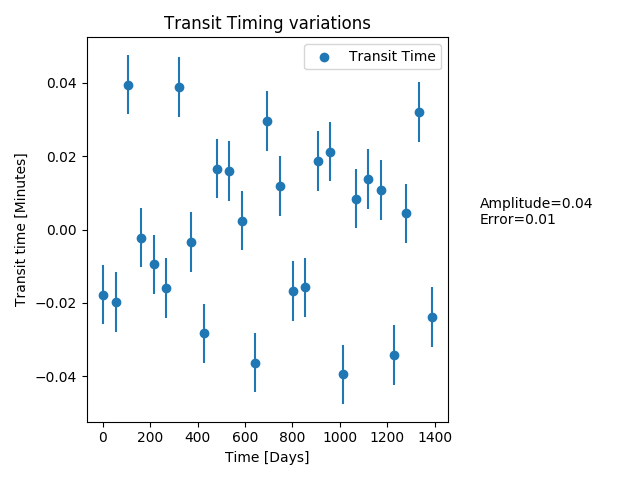 Transit Timing variations
Transit Time
Transit time [Minutes]
0.04
0.02
0.00
−0.02
−0.04
Amplitude=0.04
Error=0.01
0 200 400 600 800 1000 1200 1400
Time [Days]